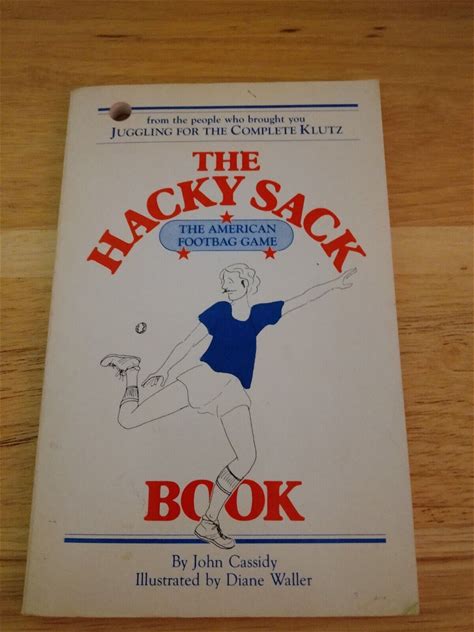 from the people who brought you
JUGGLING FOR THE COMPLETE KLUTZ
THE
HACKY SACK
THE AMERICAN
FOOTBAG GAME
BOOK
By John Cassidy
Illustrated by Diane Waller